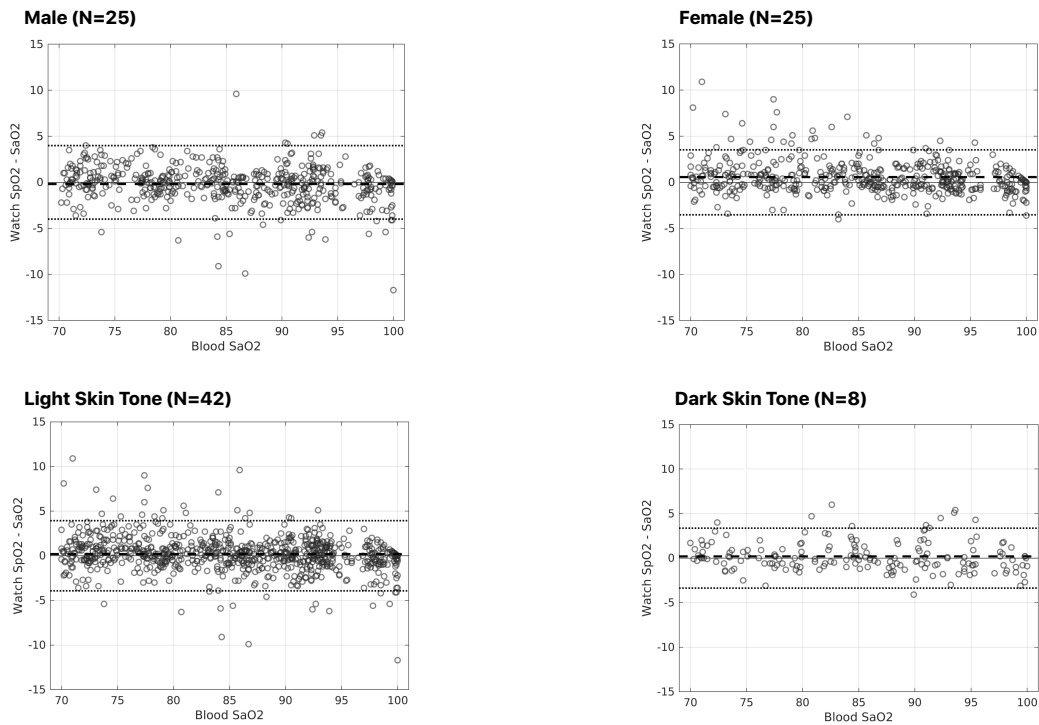 Male (N=25)
15
10
5
0
-5
-10
-15
70 75 80 85 90 95 100
Watch SpO2 - SaO2
Blood SaO2
Female (N=25)
15
10
5
0
-5
-10
-15
70 75 80 85 90 95 100
Watch SpO2 - SaO2
Blood SaO2
Light Skin Tone (N=42)
15
10
5
0
-5
-10
-15
70 75 80 85 90 95 100
Watch SpO2 - SaO2
Blood SaO2
Dark Skin Tone (N=8)
15
10
5
0
-5
-10
-15
70 75 80 85 90 95 100
Watch SpO2 - SaO2
Blood SaO2